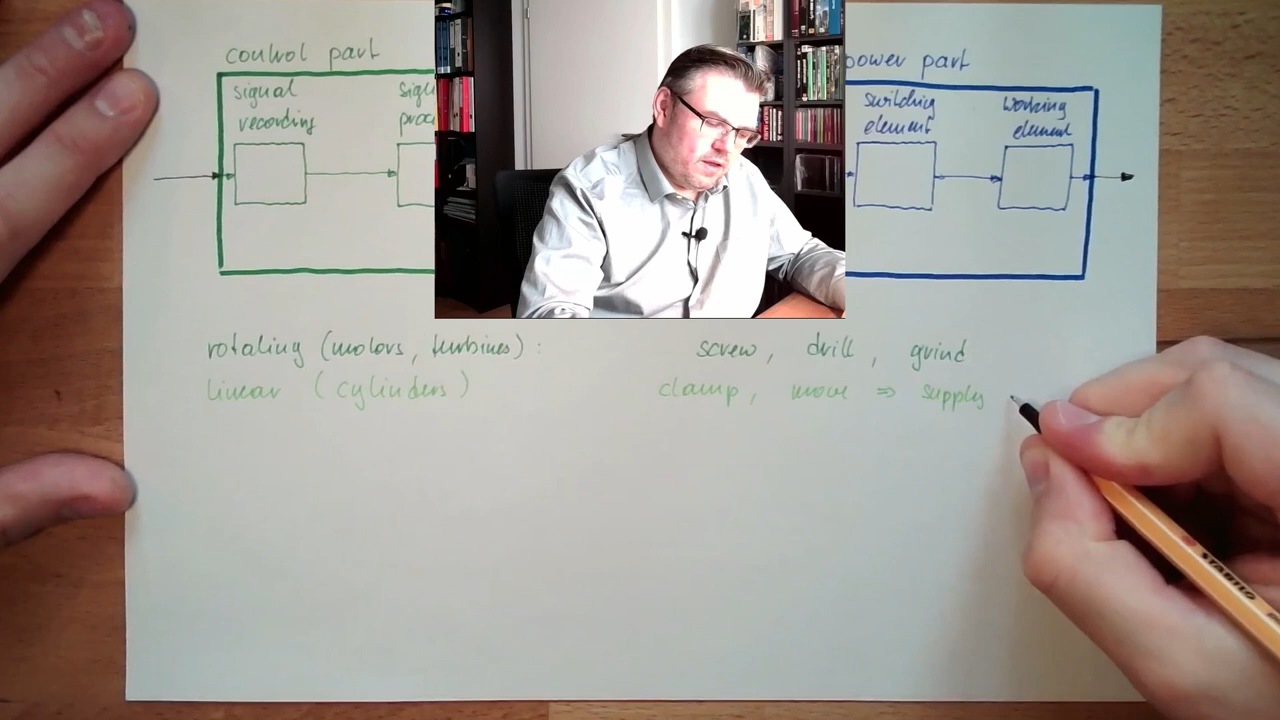 control part
power part
signal
recording
switching
element
working
element
rotating (motors, turbines) : screw, drill, grind
linear (cylinders) clamp, move ⇒ supply
STABILO